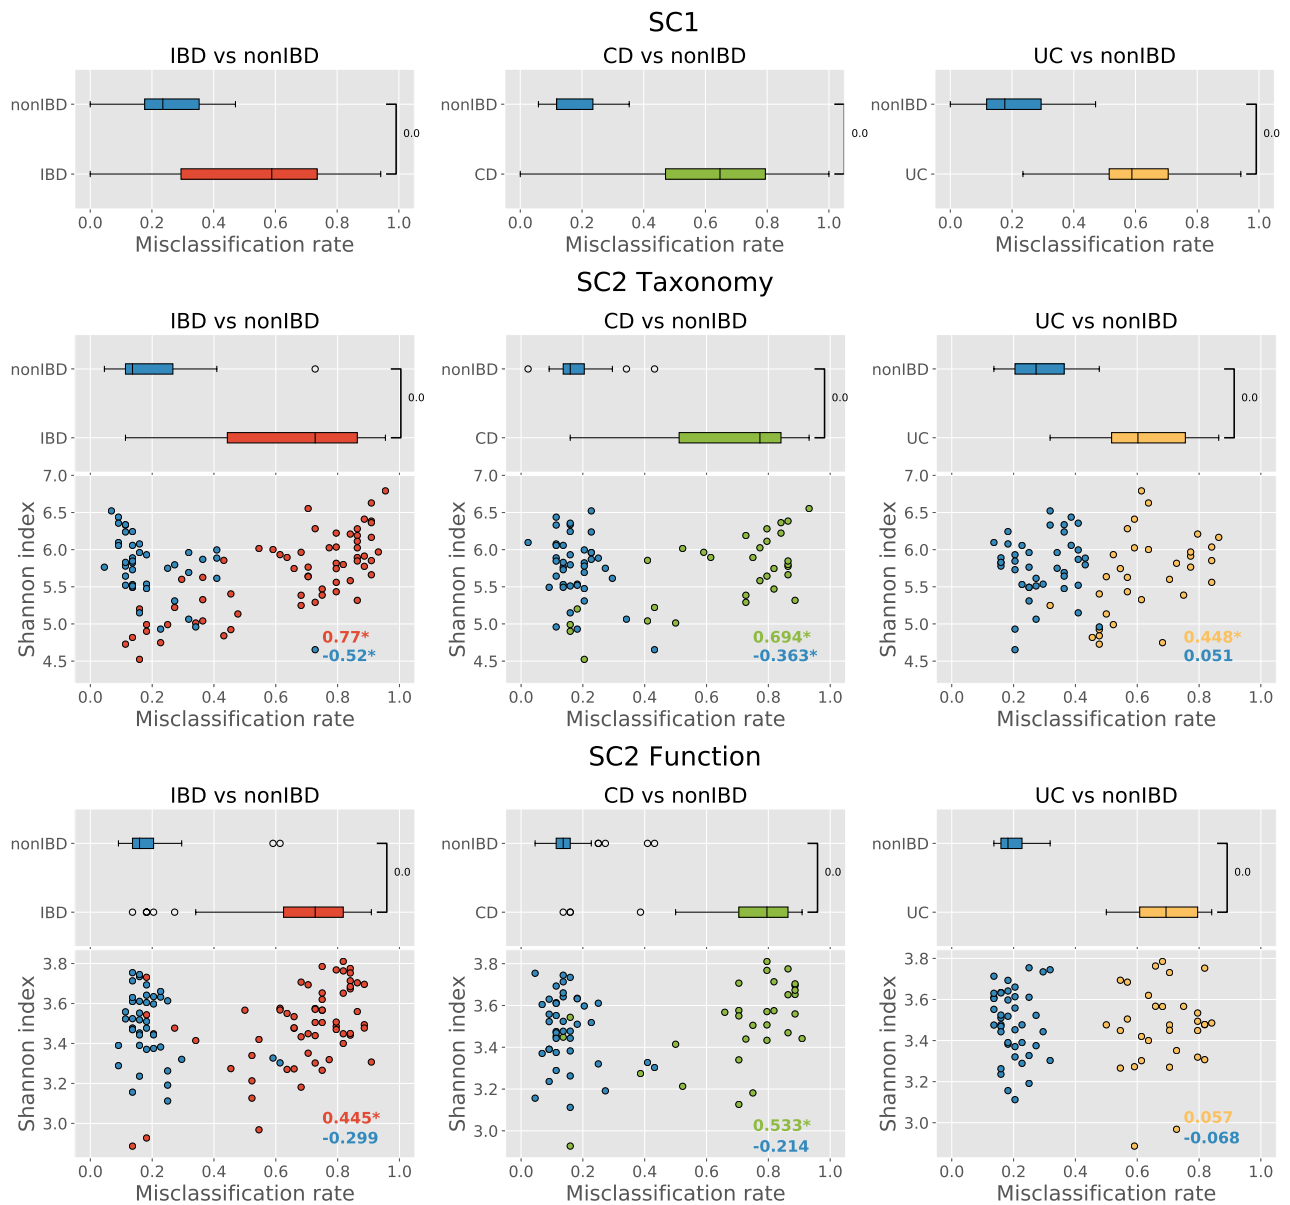 SC1
IBD vs nonIBD CD vs nonIBD UC vs nonIBD
nonIBD nonIBD nonIBD
0.0 0.0 0.0
IBD CD UC
0.0 0.2 0.4 0.6 0.8 1.0 0.0 0.2 0.4 0.6 0.8 1.0 0.0 0.2 0.4 0.6 0.8 1.0
Misclassification rate Misclassification rate Misclassification rate
SC2 Taxonomy
IBD vs nonIBD CD vs nonIBD UC vs nonIBD
nonIBD nonIBD nonIBD
0.0 0.0 0.0
IBD CD UC
7.0 7.0 7.0
6.5 6.5 6.5
6.0 6.0 6.0
5.5 5.5 5.5
5.0 5.0 5.0
4.5 4.5 4.5
Shannon index Shannon index Shannon index
0.77* 0.694* 0.448*
-0.52* -0.363* 0.051
0.0 0.2 0.4 0.6 0.8 1.0 0.0 0.2 0.4 0.6 0.8 1.0 0.0 0.2 0.4 0.6 0.8 1.0
Misclassification rate Misclassification rate Misclassification rate
SC2 Function
IBD vs nonIBD CD vs nonIBD UC vs nonIBD
nonIBD nonIBD nonIBD
0.0 0.0 0.0
IBD CD UC
3.8 3.8 3.8
3.6 3.6 3.6
3.4 3.4 3.4
3.2 3.2 3.2
3.0 3.0 3.0
Shannon index Shannon index Shannon index
0.445* 0.533* 0.057
-0.299 -0.214 -0.068
0.0 0.2 0.4 0.6 0.8 1.0 0.0 0.2 0.4 0.6 0.8 1.0 0.0 0.2 0.4 0.6 0.8 1.0
Misclassification rate Misclassification rate Misclassification rate